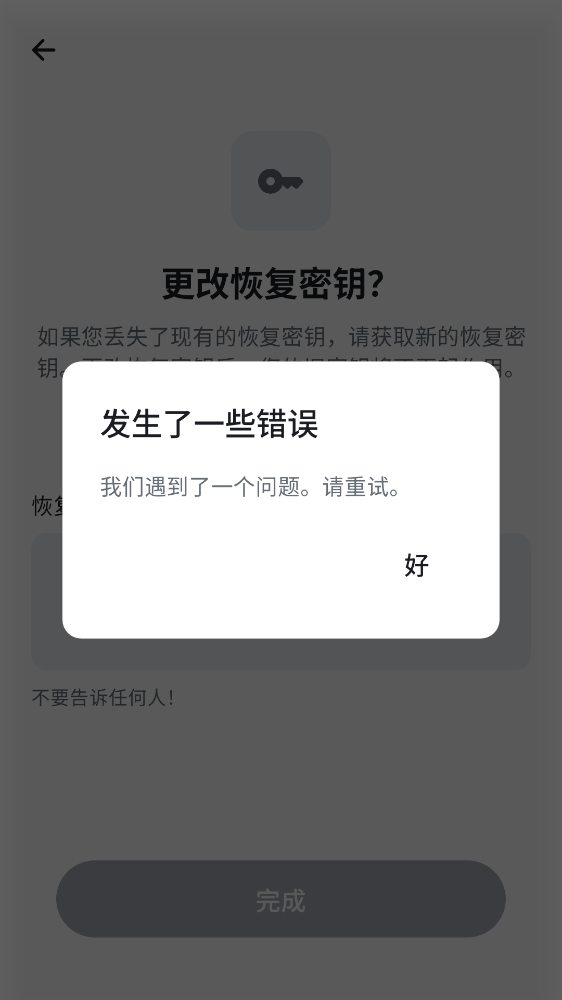 更改恢复密钥？
如果您丢失了现有的恢复密钥，请获取新的恢复密
钥。
发生了一些错误
我们遇到了一个问题。请重试。
好
恢复
不要告诉任何人！
完成